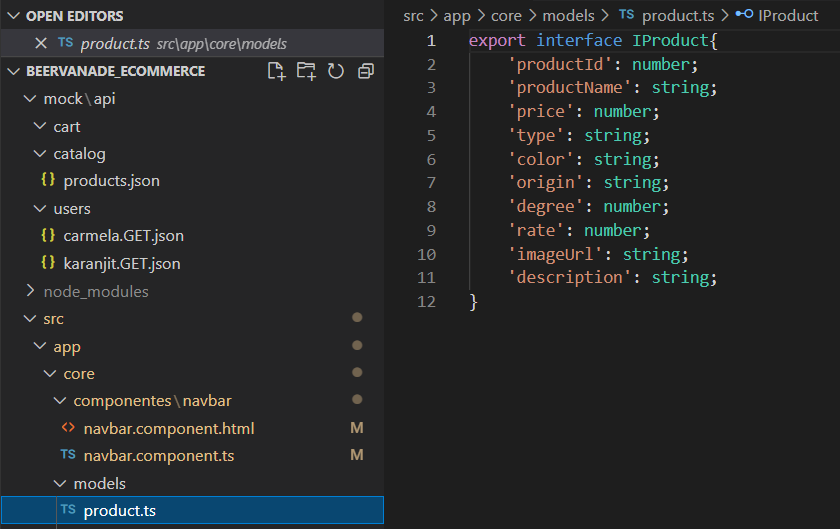 OPEN EDITORS
TS product.ts src\app\core\models
BEERVANADE_ECOMMERCE
mock\api
cart
catalog
{} products.json
users
{} carmela.GET.json
{} karanjit.GET.json
node_modules
src
app
core
componentes\navbar
<> navbar.component.html M
TS navbar.component.ts M
models
TS product.ts
src > app > core > models > TS product.ts > IProduct
1 export interface IProduct{
2 'productId': number;
3 'productName': string;
4 'price': number;
5 'type': string;
6 'color': string;
7 'origin': string;
8 'degree': number;
9 'rate': number;
10 'imageUrl': string;
11 'description': string;
12 }